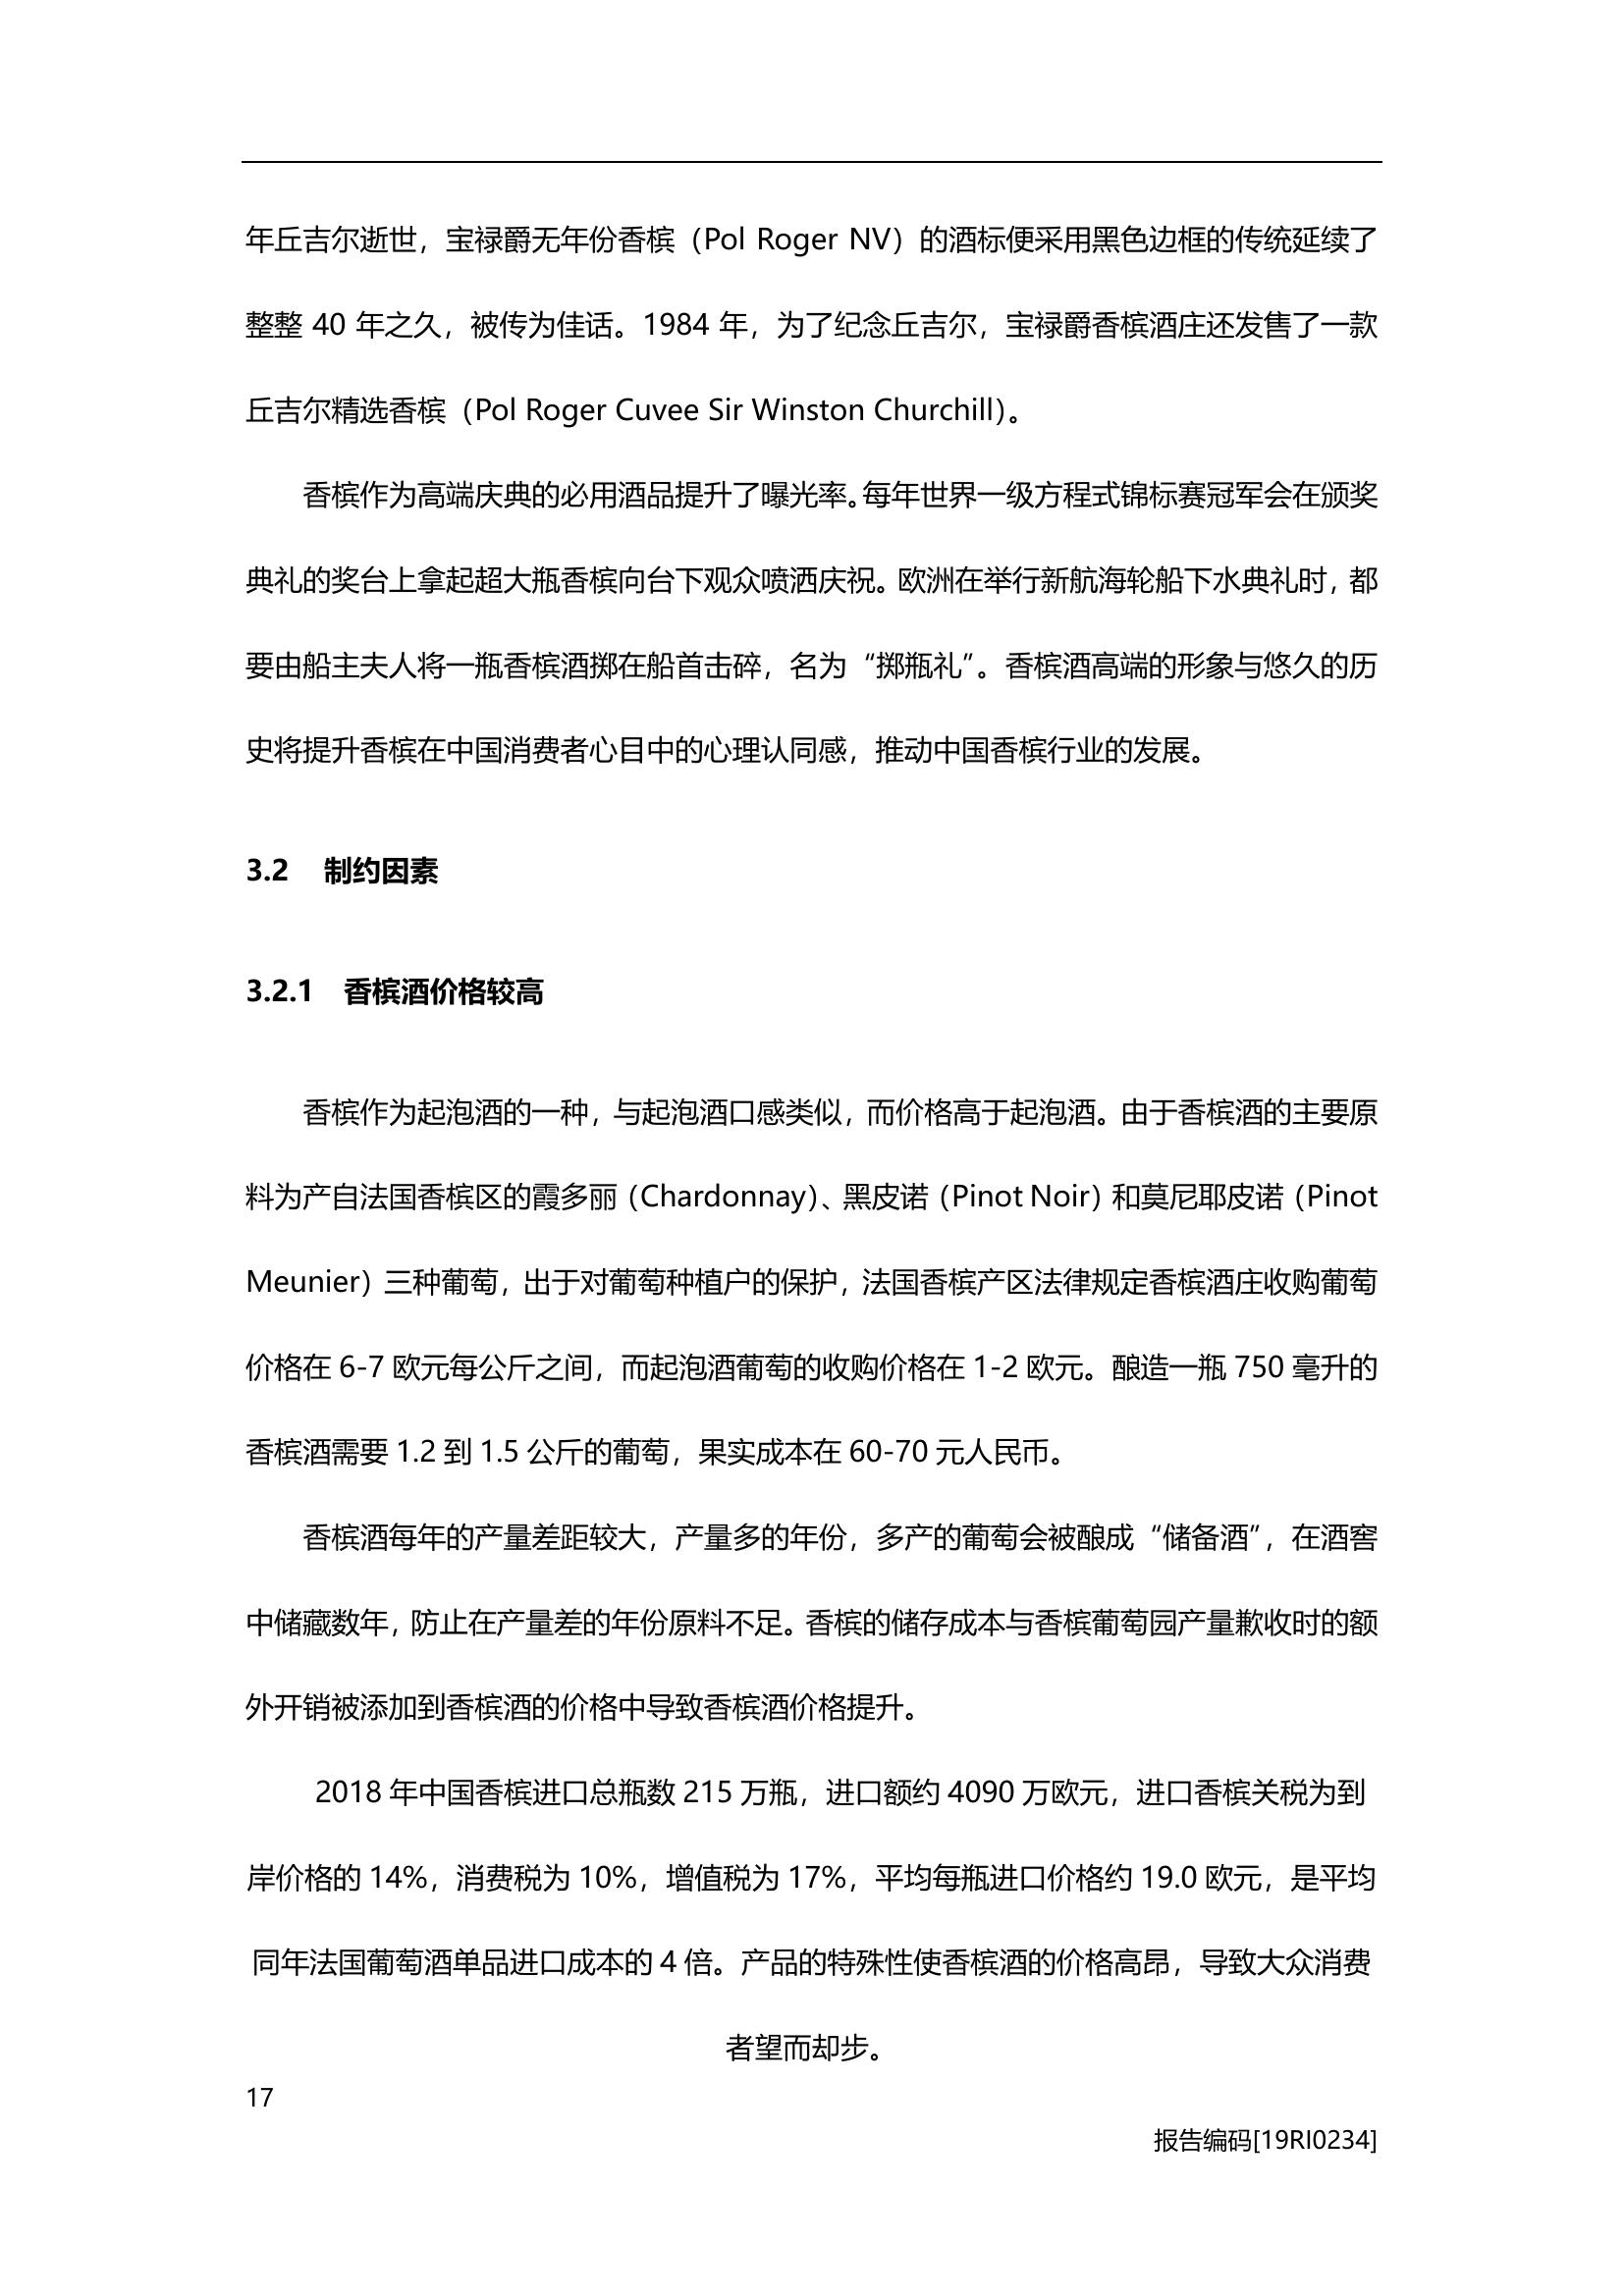 年丘吉尔逝世，宝禄爵无年份香槟（Pol Roger NV）的酒标便采用黑色边框的传统延续了
整整 40 年之久，被传为佳话。1984 年，为了纪念丘吉尔，宝禄爵香槟酒庄还发售了一款
丘吉尔精选香槟（Pol Roger Cuvee Sir Winston Churchill）。
香槟作为高端庆典的必用酒品提升了曝光率。每年世界一级方程式锦标赛冠军会在颁奖
典礼的奖台上拿起超大瓶香槟向台下观众喷洒庆祝。欧洲在举行新航海轮船下水典礼时，都
要由船主夫人将一瓶香槟酒掷在船首击碎，名为“掷瓶礼”。香槟酒高端的形象与悠久的历
史将提升香槟在中国消费者心目中的心理认同感，推动中国香槟行业的发展。
3.2 制约因素
3.2.1 香槟酒价格较高
香槟作为起泡酒的一种，与起泡酒口感类似，而价格高于起泡酒。由于香槟酒的主要原
料为产自法国香槟区的霞多丽（Chardonnay）、黑皮诺（Pinot Noir）和莫尼耶皮诺（Pinot
Meunier）三种葡萄，出于对葡萄种植户的保护，法国香槟产区法律规定香槟酒庄收购葡萄
价格在 6-7 欧元每公斤之间，而起泡酒葡萄的收购价格在 1-2 欧元。酿造一瓶 750 毫升的
香槟酒需要 1.2 到 1.5 公斤的葡萄，果实成本在 60-70 元人民币。
香槟酒每年的产量差距较大，产量多的年份，多产的葡萄会被酿成“储备酒”，在酒窖
中储藏数年，防止在产量差的年份原料不足。香槟的储存成本与香槟葡萄园产量歉收时的额
外开销被添加到香槟酒的价格中导致香槟酒价格提升。
2018 年中国香槟进口总瓶数 215 万瓶，进口额约 4090 万欧元，进口香槟关税为到
岸价格的 14%，消费税为 10%，增值税为 17%，平均每瓶进口价格约 19.0 欧元，是平均
同年法国葡萄酒单品进口成本的 4 倍。产品的特殊性使香槟酒的价格高昂，导致大众消费
者望而却步。
17
报告编码[19RI0234]